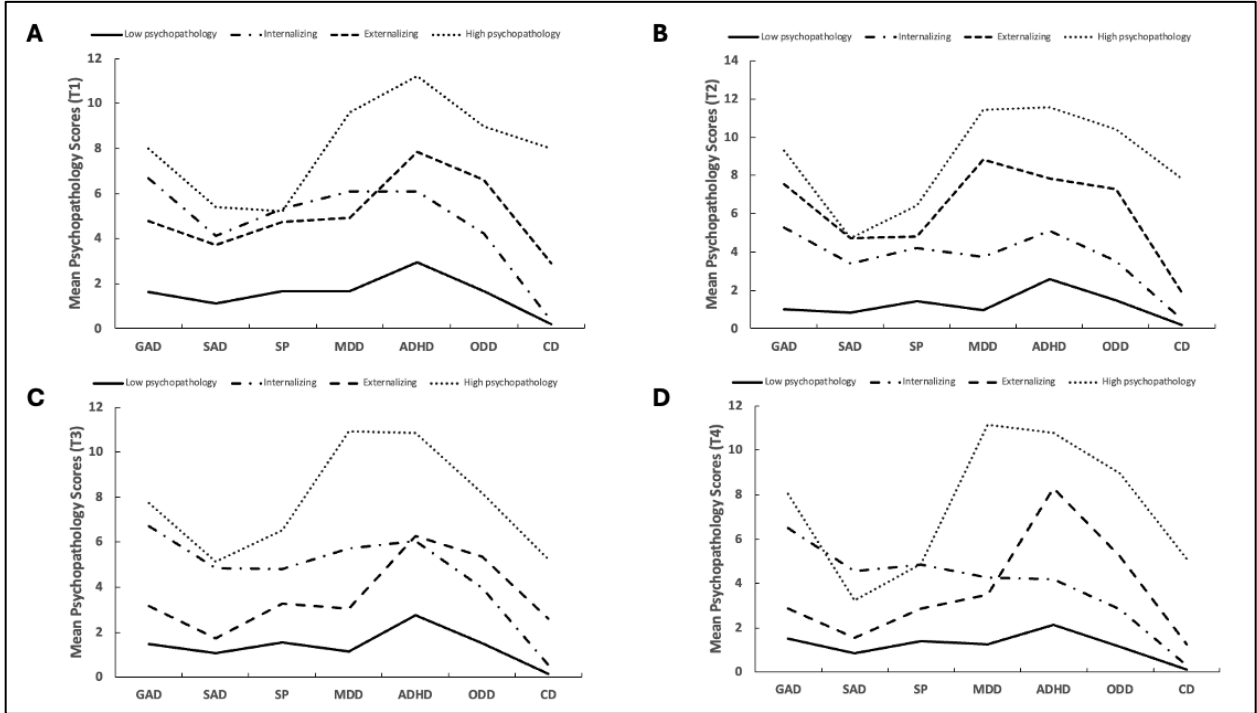 A
Low psychopathology Internalizing Externalizing High psychopathology
Mean Psychopathology Scores (T1)
12
10
8
6
4
2
0
GAD SAD SP MDD ADHD ODD CD
B
Low psychopathology Internalizing Externalizing High psychopathology
Mean Psychopathology Scores (T2)
14
12
10
8
6
4
2
0
GAD SAD SP MDD ADHD ODD CD
C
Low psychopathology Internalizing Externalizing High psychopathology
Mean Psychopathology Scores (T3)
12
10
8
6
4
2
0
GAD SAD SP MDD ADHD ODD CD
D
Low psychopathology Internalizing Externalizing High psychopathology
Mean Psychopathology Scores (T4)
12
10
8
6
4
2
0
GAD SAD SP MDD ADHD ODD CD